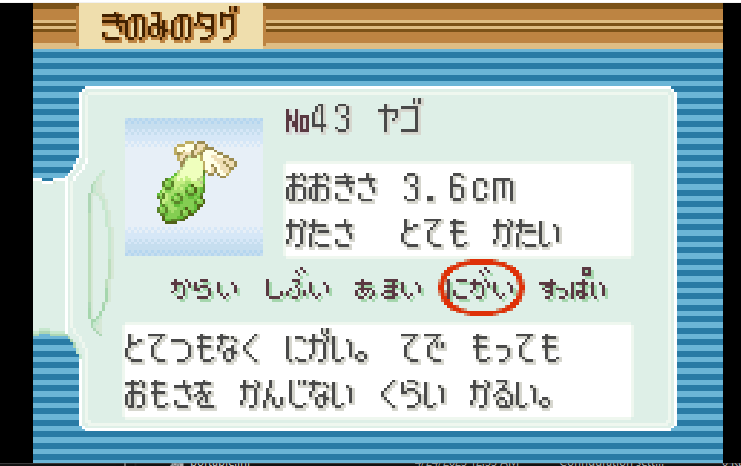 きのみのタグ
No43 ヤゴ
おおきさ 3.6cm
かたさ とても かたい
からい しぶい あまい にがい すっぱい
とてつもなく にがい。 てで もっても
おもさを かんじない くらい かるい。